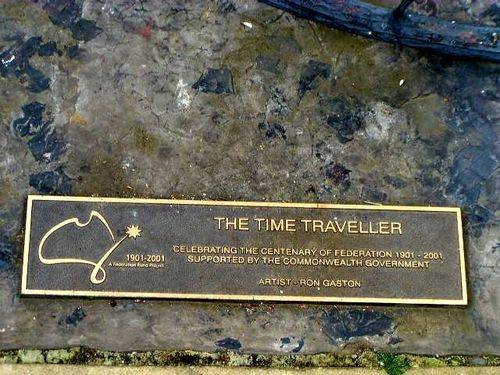 THE TIME TRAVELLER
CELEBRATING THE CENTENARY OF FEDERATION 1901 - 2001
SUPPORTED BY THE COMMONWEALTH GOVERNMENT
ARTIST - RON GASTON
1901-2001
A Federation Fund Project